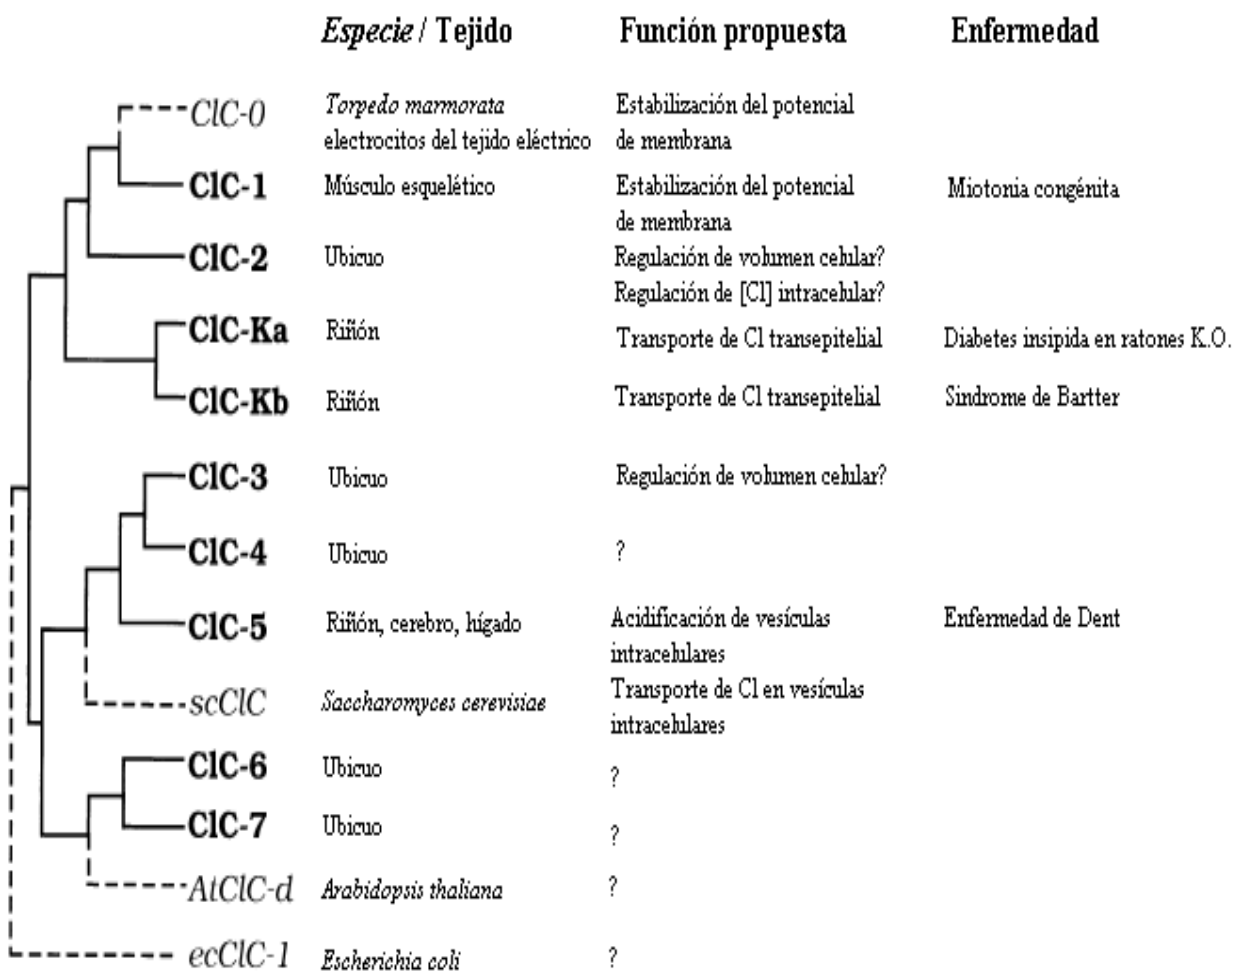 Especie / Tejido Función propuesta Enfermedad
ClC-0 Torpedo marmorata Estabilización del potencial
electrocitos del tejido eléctrico de membrana
ClC-1 Músculo esquelético Estabilización del potencial Miotonia congénita
de membrana
ClC-2 Ubicuo Regulación de volumen celular?
Regulación de [Cl] intracelular?
ClC-Ka Riñón Transporte de Cl transepitelial Diabetes insipida en ratones K.O.
ClC-Kb Riñón Transporte de Cl transepitelial Sindrome de Bartter
ClC-3 Ubicuo Regulación de volumen celular?
ClC-4 Ubicuo ?
ClC-5 Riñón, cerebro, hígado Acidificación de vesículas Enfermedad de Dent
intracelulares
scClC Saccharomyces cerevisiae Transporte de Cl en vesículas
intracelulares
ClC-6 Ubicuo ?
ClC-7 Ubicuo ?
AtClC-d Arabidopsis thaliana ?
ecClC-1 Escherichia coli ?